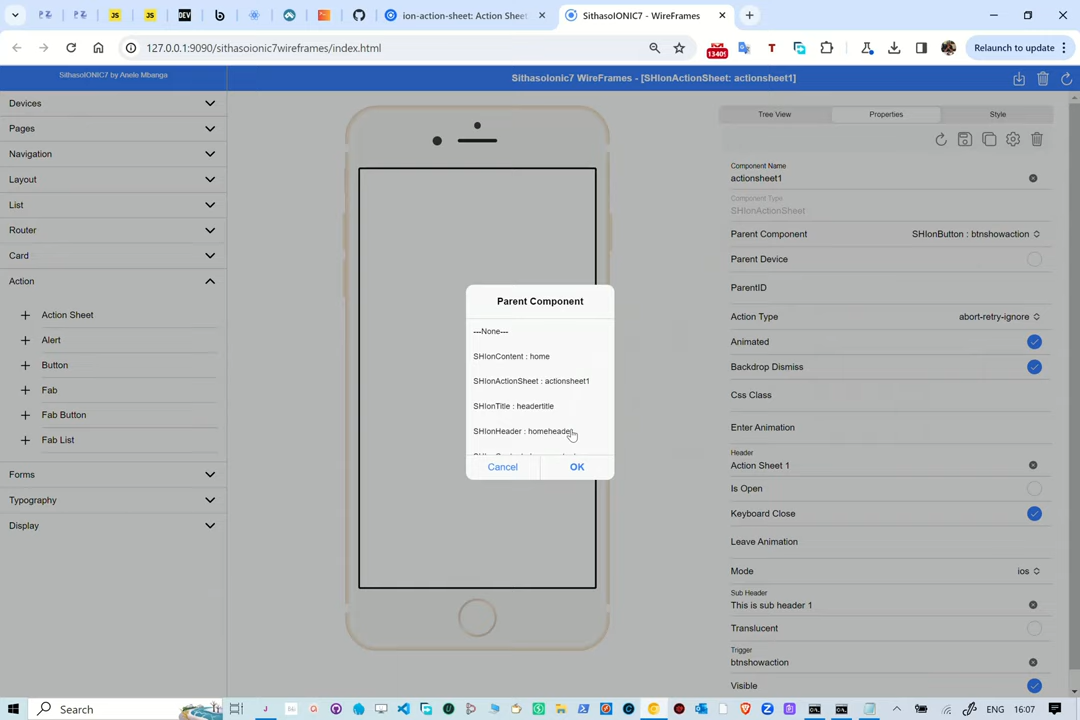 ion-action-sheet: Action Sheet
SithasoIONIC7 - WireFrames
127.0.0.1:9090/sithasoionic7wireframes/index.html
13409
Relaunch to update
SithasoIONIC7 by Anele Mbanga
SithasoIonic7 WireFrames - [SHIonActionSheet: actionsheet1]
Devices
Pages
Navigation
Layout
List
Router
Card
Action
Action Sheet
Alert
Button
Fab
Fab Button
Fab List
Forms
Typography
Display
Parent Component
---None---
SHIonContent : home
SHIonActionSheet : actionsheet1
SHIonTitle : headertitle
SHIonHeader : homeheader
Cancel
OK
Tree View
Properties
Style
Component Name
actionsheet1
Component Type
SHIonActionSheet
Parent Component
SHIonButton : btnshowaction
Parent Device
ParentID
Action Type
abort-retry-ignore
Animated
Backdrop Dismiss
Css Class
Enter Animation
Header
Action Sheet 1
Is Open
Keyboard Close
Leave Animation
Mode
ios
Sub Header
This is sub header 1
Translucent
Trigger
btnshowaction
Visible
Search
ENG
16:07